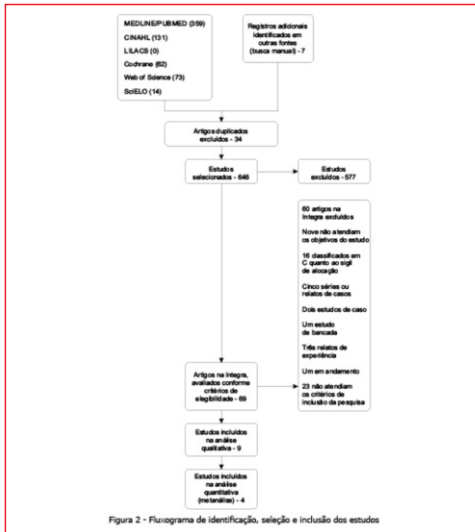 MEDLINE/PUBMED (359)
CINAHL (131)
LILACS (0)
Cochrane (62)
Web of Science (73)
SciELO (14)
Registros adicionais
identificados em
outras fontes
(busca manual) - 7
Artigos duplicados
excluídos - 34
Estudos
selecionados - 646
Estudos
excluídos - 577
60 artigos na
íntegra excluídos
Nove não atendiam
os objetivos do estudo
16 classificados em
C quanto ao sigil
de alocação
Cinco séries ou
relatos de casos
Dois estudos de caso
Um estudo
de bancada
Três relatos de
experiência
Um em andamento
23 não atendiam
os critérios de
inclusão da pesquisa
Artigos na íntegra,
avaliados conforme
critérios de
elegibilidade - 69
Estudos incluídos
na análise
qualitativa - 9
Estudos incluídos
na análise
quantitativa
(metanálise) - 4
Figura 2 - Fluxograma de identificação, seleção e inclusão dos estudos